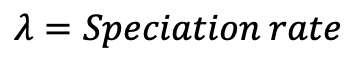 λ = Speciation rate